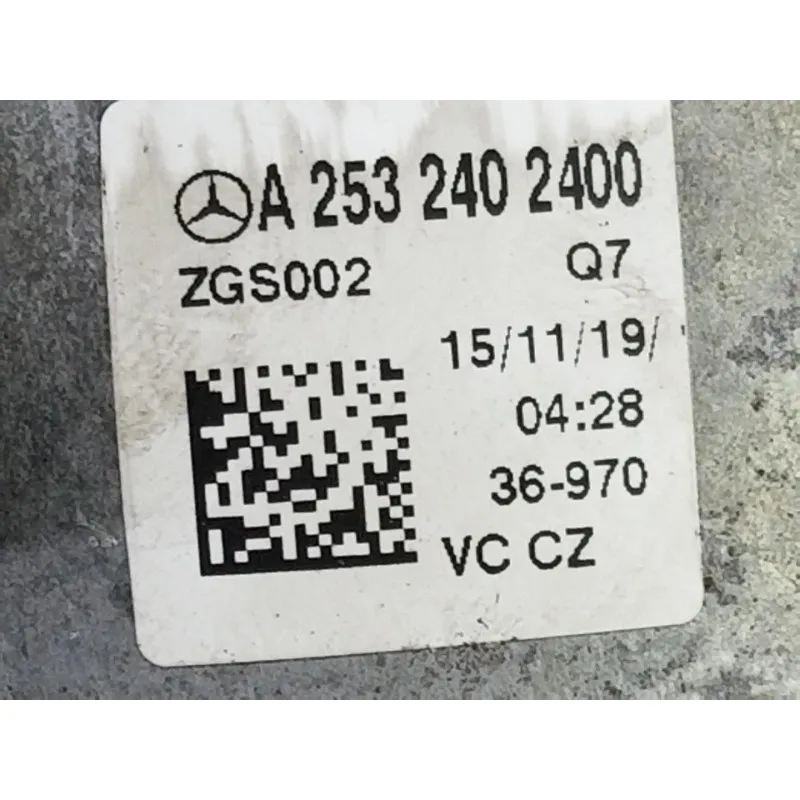 A 253 240 2400
ZGS002 Q7
15/11/19/
04:28
36-970
VC CZ